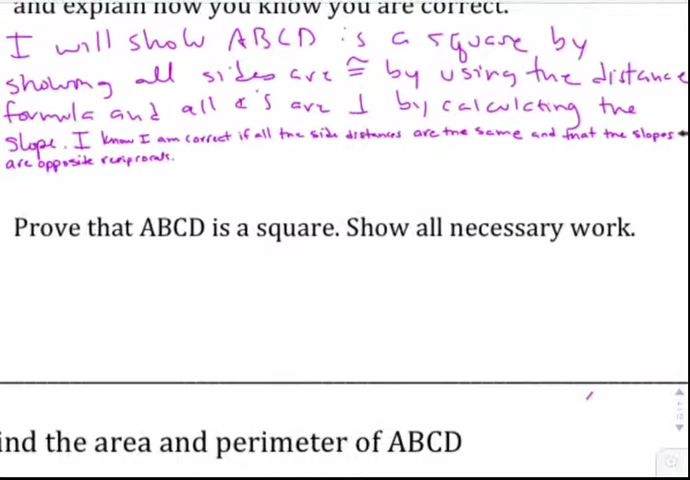 and explain how you know you are correct.
I will show ABCD is a square by
showing all sides are ≅ by using the distance
formula and all ∠'s are ⊥ by calculating the
slope. I know I am correct if all the side distances are the same and that the slopes
are opposite reciprocals.
Prove that ABCD is a square. Show all necessary work.
ind the area and perimeter of ABCD